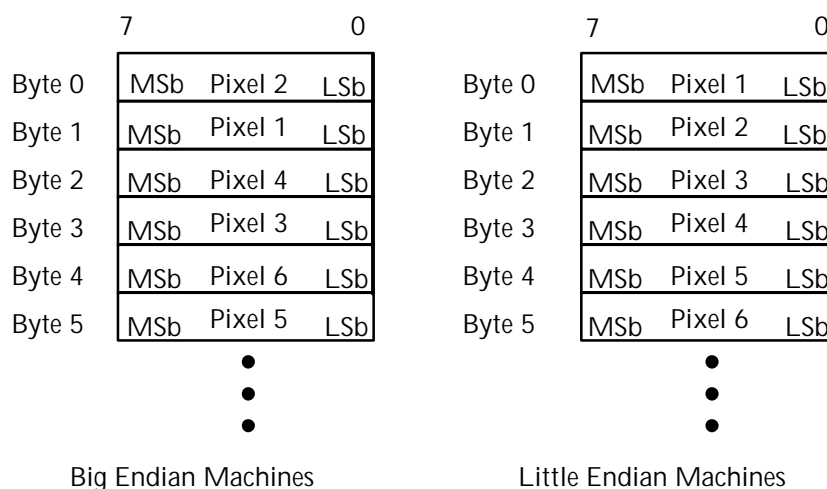 7 0
Byte 0 MSb Pixel 2 LSb
Byte 1 MSb Pixel 1 LSb
Byte 2 MSb Pixel 4 LSb
Byte 3 MSb Pixel 3 LSb
Byte 4 MSb Pixel 6 LSb
Byte 5 MSb Pixel 5 LSb
Big Endian Machines
7 0
Byte 0 MSb Pixel 1 LSb
Byte 1 MSb Pixel 2 LSb
Byte 2 MSb Pixel 3 LSb
Byte 3 MSb Pixel 4 LSb
Byte 4 MSb Pixel 5 LSb
Byte 5 MSb Pixel 6 LSb
Little Endian Machines